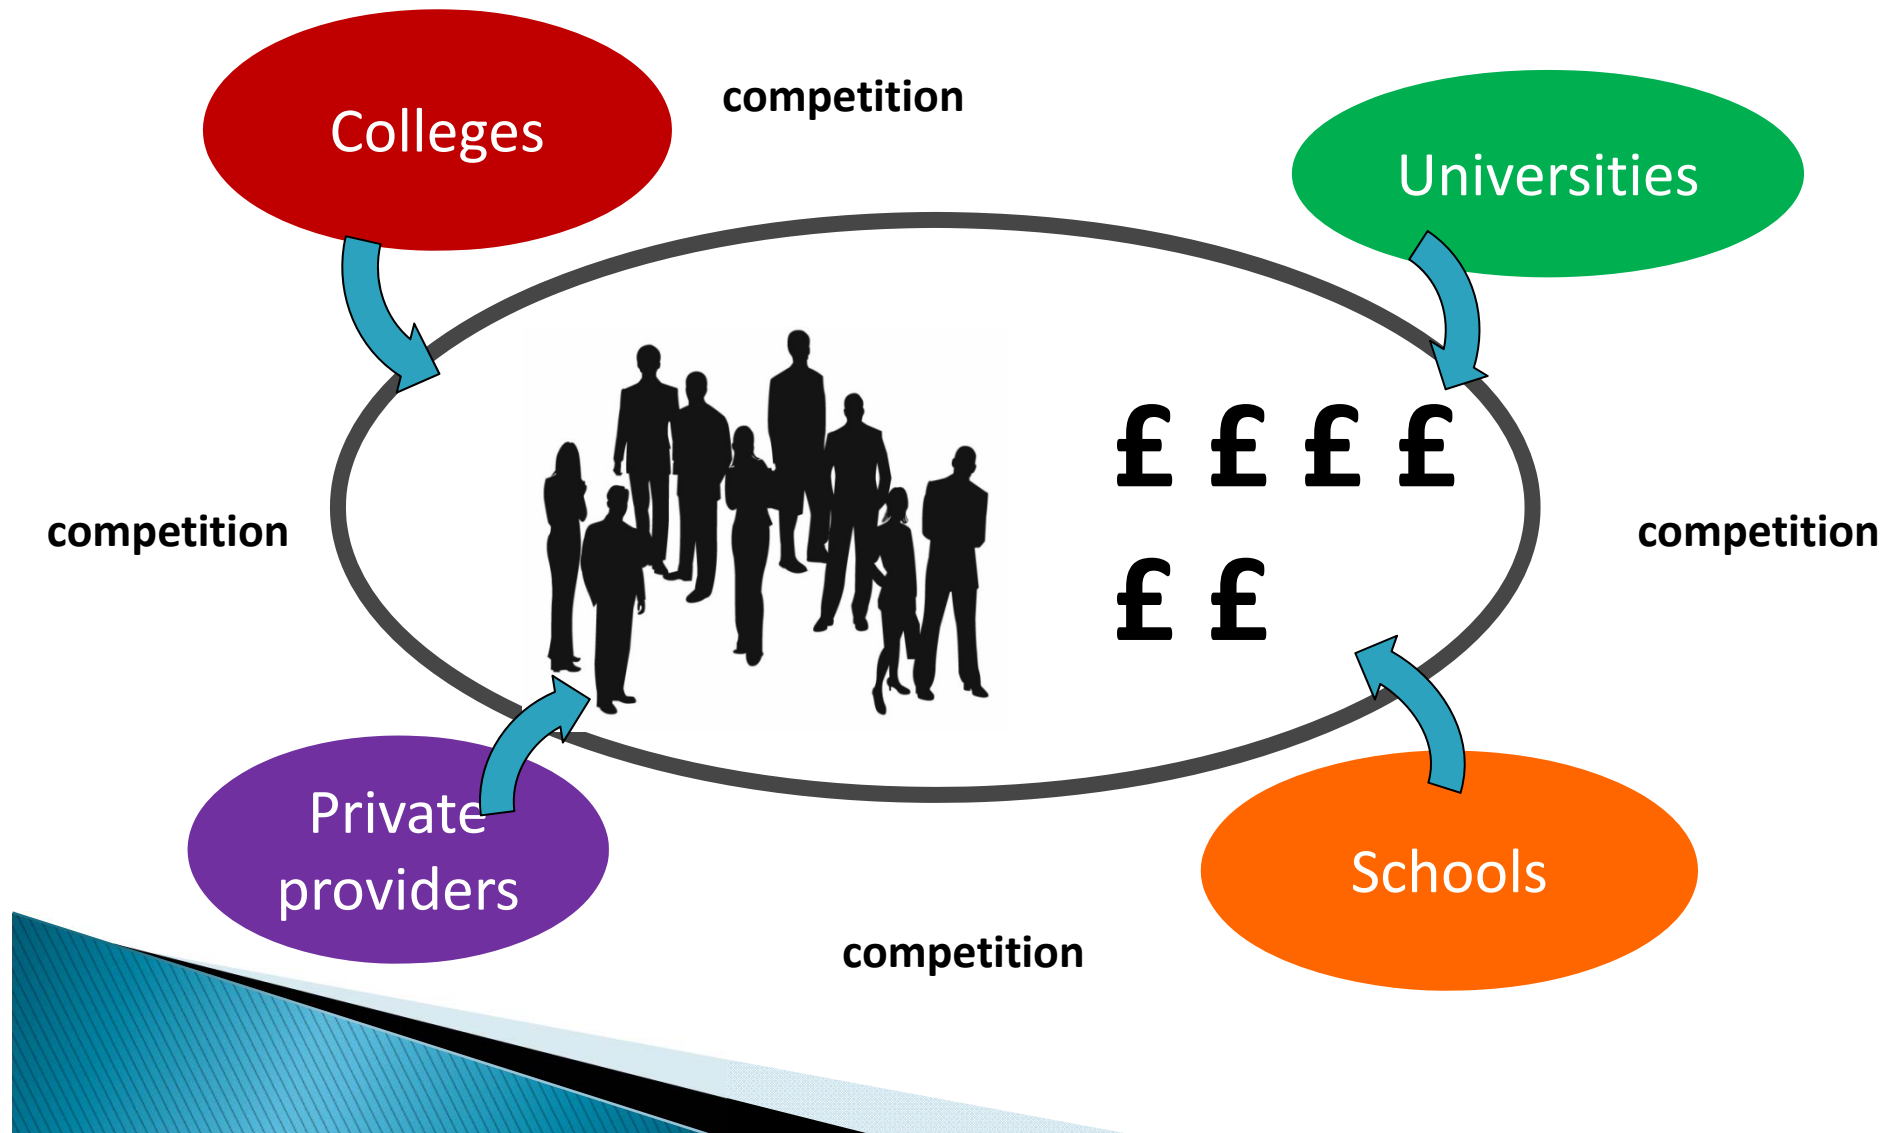 competition
Colleges
Universities
£ £ £ £
competition
competition
£ £
Private
providers
Schools
competition